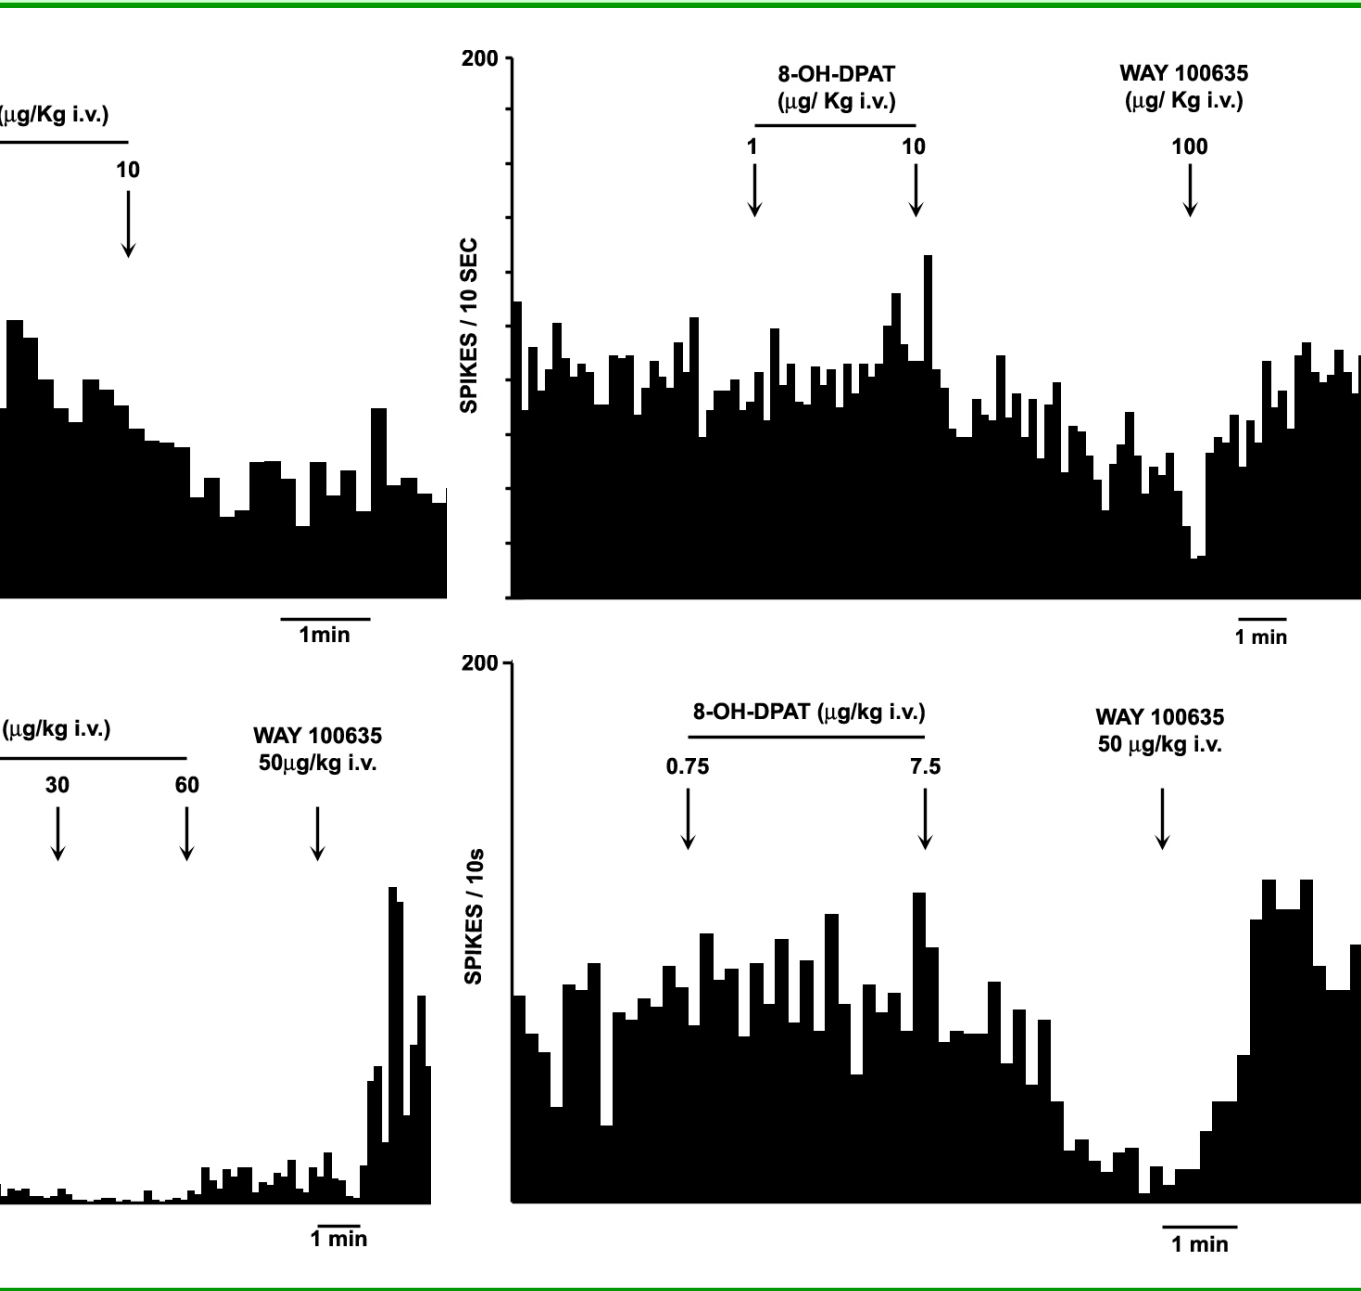 (μg/Kg i.v.)
10
1min
200
8-OH-DPAT
(μg/ Kg i.v.)
1
10
WAY 100635
(μg/ Kg i.v.)
100
SPIKES / 10 SEC
1 min
(μg/kg i.v.)
30
60
WAY 100635
50μg/kg i.v.
1 min
200
8-OH-DPAT (μg/kg i.v.)
0.75
7.5
WAY 100635
50 μg/kg i.v.
SPIKES / 10s
1 min